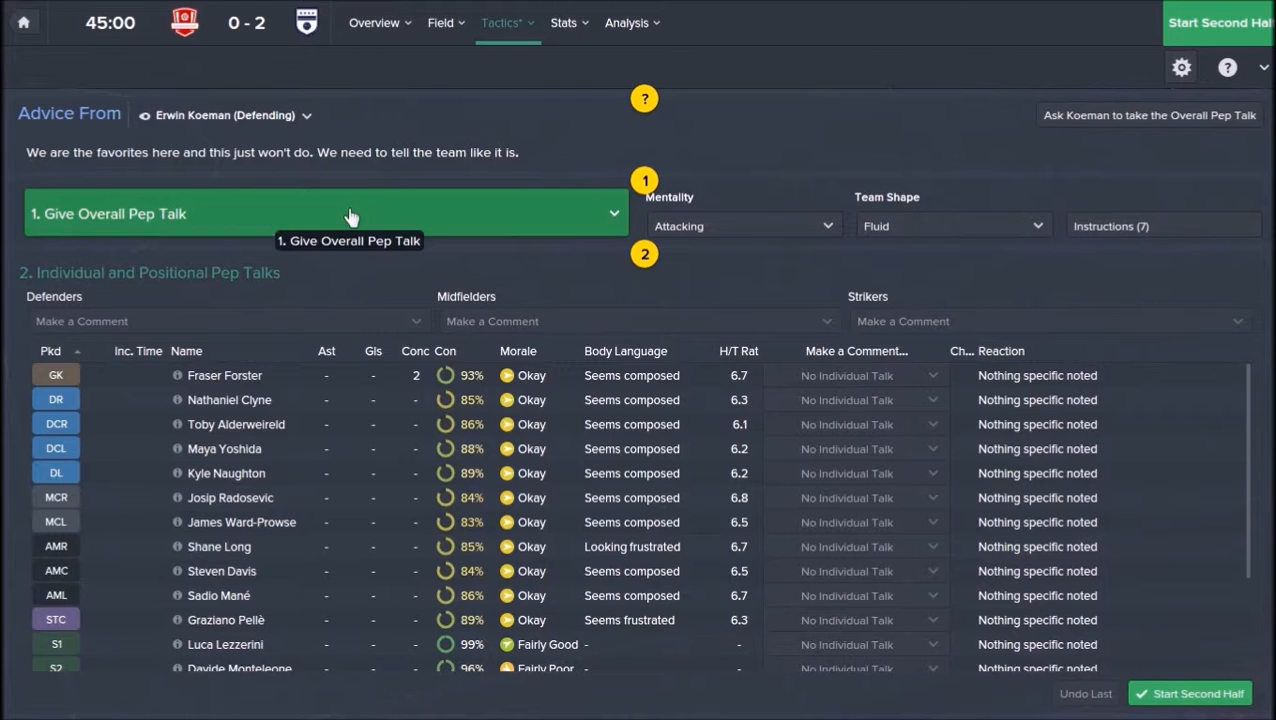 45:00 0 - 2 Overview Field Tactics* Stats Analysis Start Second Hal
?
?
Advice From Erwin Koeman (Defending) Ask Koeman to take the Overall Pep Talk
We are the favorites here and this just won't do. We need to tell the team like it is.
1
Mentality Team Shape
1. Give Overall Pep Talk Attacking Fluid Instructions (7)
1. Give Overall Pep Talk
2
2. Individual and Positional Pep Talks
Defenders Midfielders Strikers
Make a Comment Make a Comment Make a Comment
Pkd Inc. Time Name Ast Gls Conc Con Morale Body Language H/T Rat Make a Comment... Ch... Reaction
GK Fraser Forster - - 2 93% Okay Seems composed 6.7 No Individual Talk Nothing specific noted
DR Nathaniel Clyne - - - 85% Okay Seems composed 6.3 No Individual Talk Nothing specific noted
DCR Toby Alderweireld - - - 86% Okay Seems composed 6.1 No Individual Talk Nothing specific noted
DCL Maya Yoshida - - - 88% Okay Seems composed 6.2 No Individual Talk Nothing specific noted
DL Kyle Naughton - - - 89% Okay Seems composed 6.2 No Individual Talk Nothing specific noted
MCR Josip Radosevic - - - 84% Okay Seems composed 6.8 No Individual Talk Nothing specific noted
MCL James Ward-Prowse - - - 83% Okay Seems composed 6.5 No Individual Talk Nothing specific noted
AMR Shane Long - - - 85% Okay Looking frustrated 6.7 No Individual Talk Nothing specific noted
AMC Steven Davis - - - 84% Okay Seems composed 6.5 No Individual Talk Nothing specific noted
AML Sadio Mané - - - 86% Okay Seems composed 6.7 No Individual Talk Nothing specific noted
STC Graziano Pellè - - - 89% Okay Seems frustrated 6.3 No Individual Talk Nothing specific noted
S1 Luca Lezzerini 99% Fairly Good - - No Individual Talk Nothing specific noted
S2 Davide Monteleone 96% Fairly Poor - - No Individual Talk Nothing specific noted
Undo Last Start Second Half